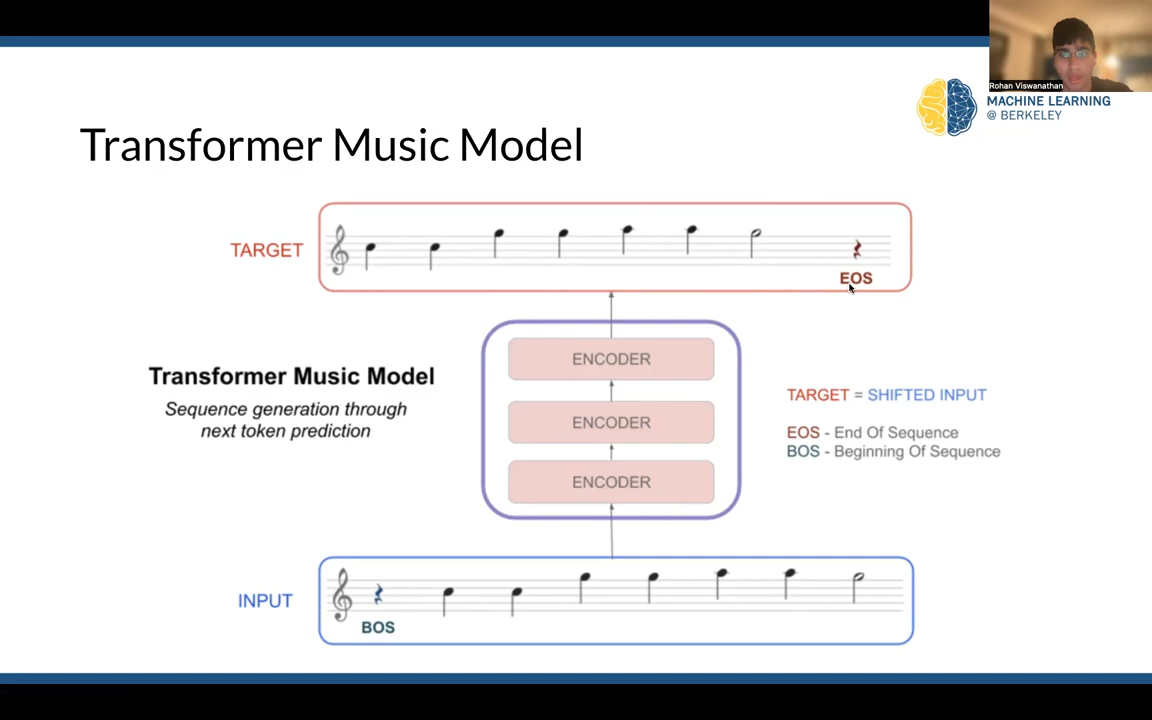 Rohan Viswanathan
MACHINE LEARNING
@ BERKELEY
Transformer Music Model
TARGET
EOS
ENCODER
Transformer Music Model
Sequence generation through
next token prediction
ENCODER
ENCODER
TARGET = SHIFTED INPUT
EOS - End Of Sequence
BOS - Beginning Of Sequence
INPUT
BOS